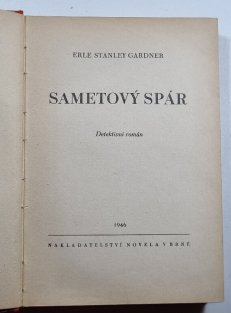 ERLE STANLEY GARDNER
SAMETOVÝ SPÁR
Detektivní román
1946
NAKLADATELSTVÍ NOVELA V BRNĚ